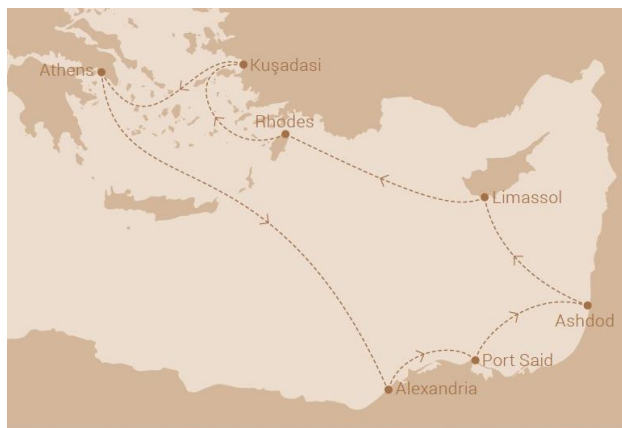 Kuşadasi
Athens
Rhodes
Limassol
Ashdod
Port Said
Alexandria